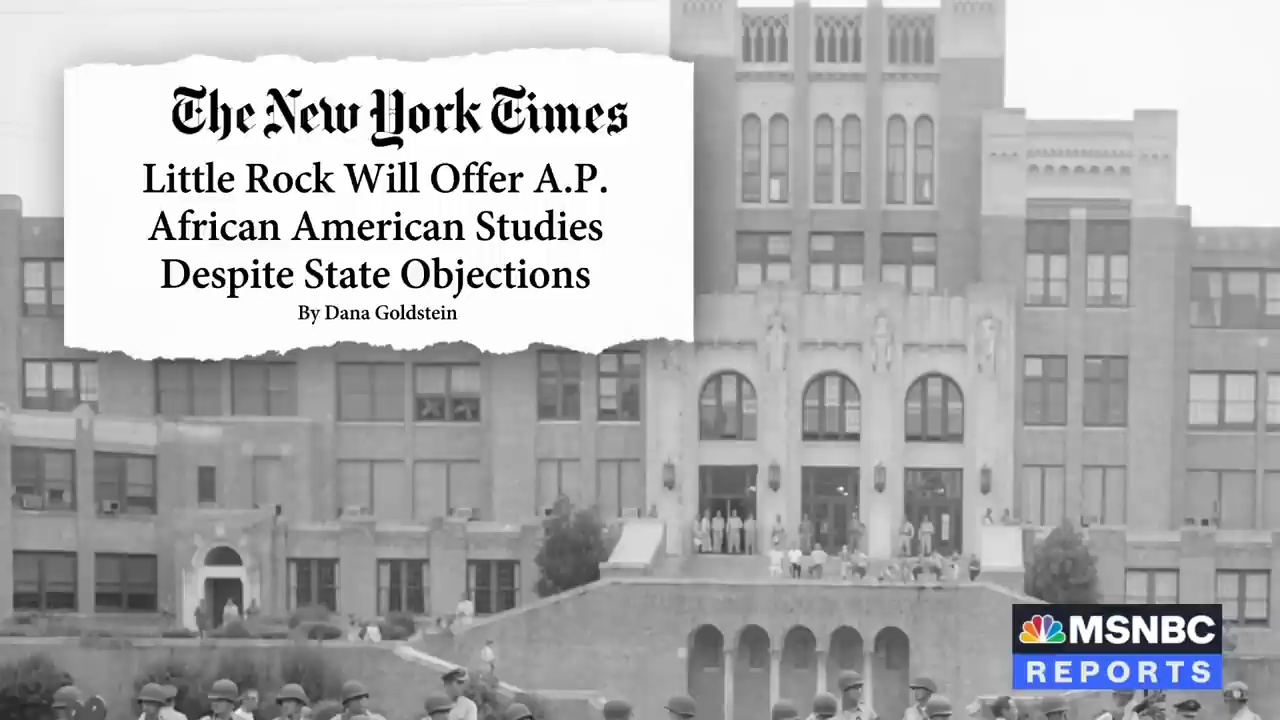 The New York Times
Little Rock Will Offer A.P.
African American Studies
Despite State Objections
By Dana Goldstein
MSNBC
REPORTS